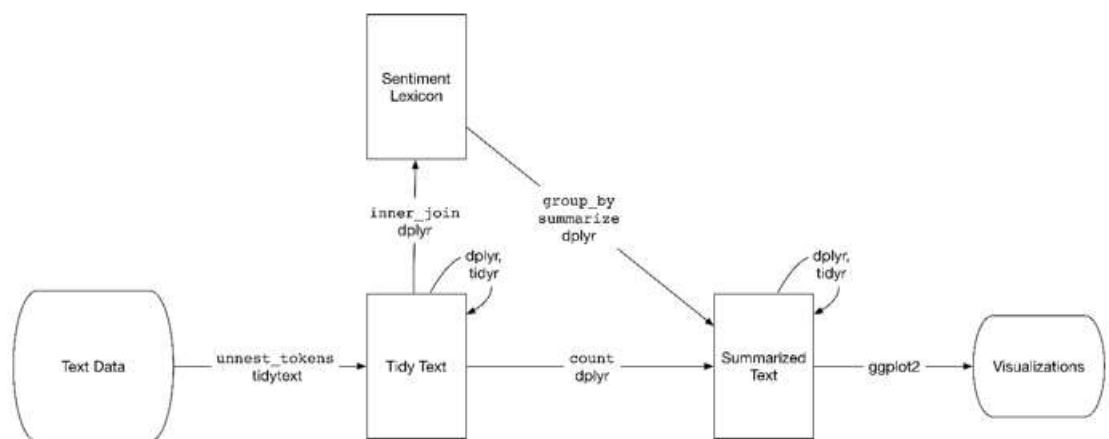 Sentiment
Lexicon
inner_join
dplyr
group_by
summarize
dplyr
dplyr,
tidyr
dplyr,
tidyr
Text Data
unnest_tokens
tidytext
Tidy Text
count
dplyr
Summarized
Text
ggplot2
Visualizations